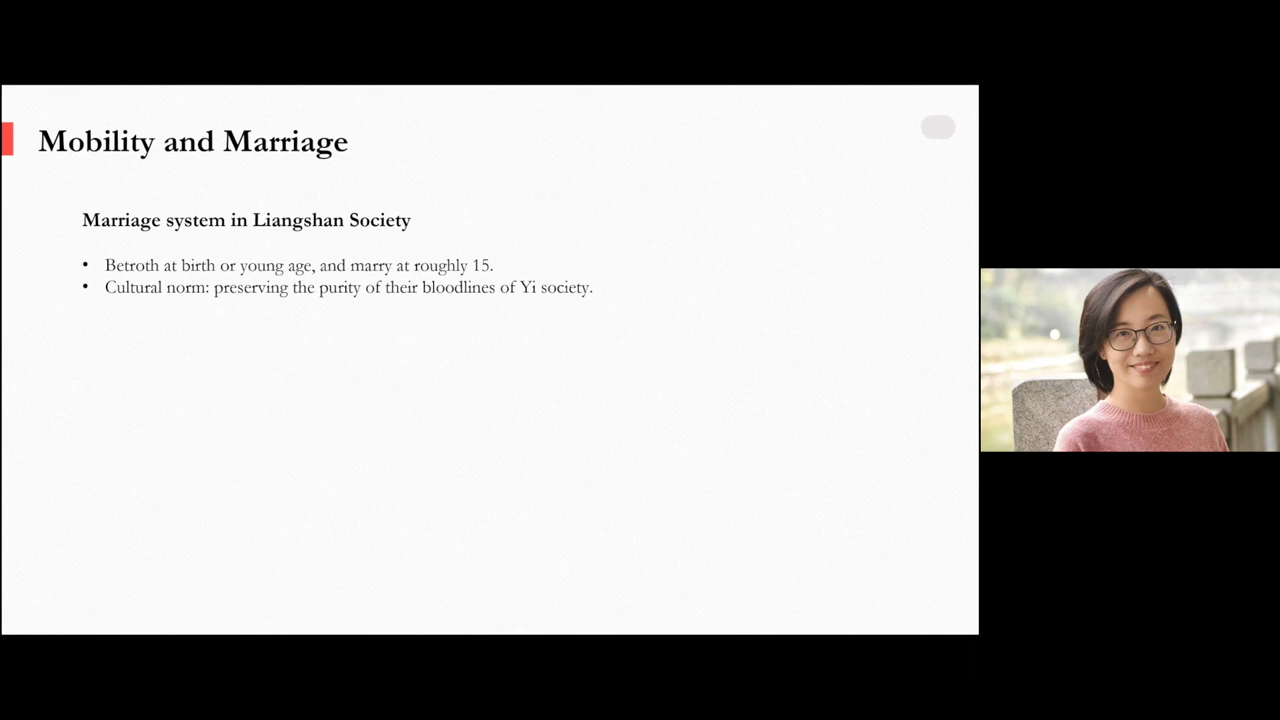 Mobility and Marriage
Marriage system in Liangshan Society
• Betroth at birth or young age, and marry at roughly 15.
• Cultural norm: preserving the purity of their bloodlines of Yi society.